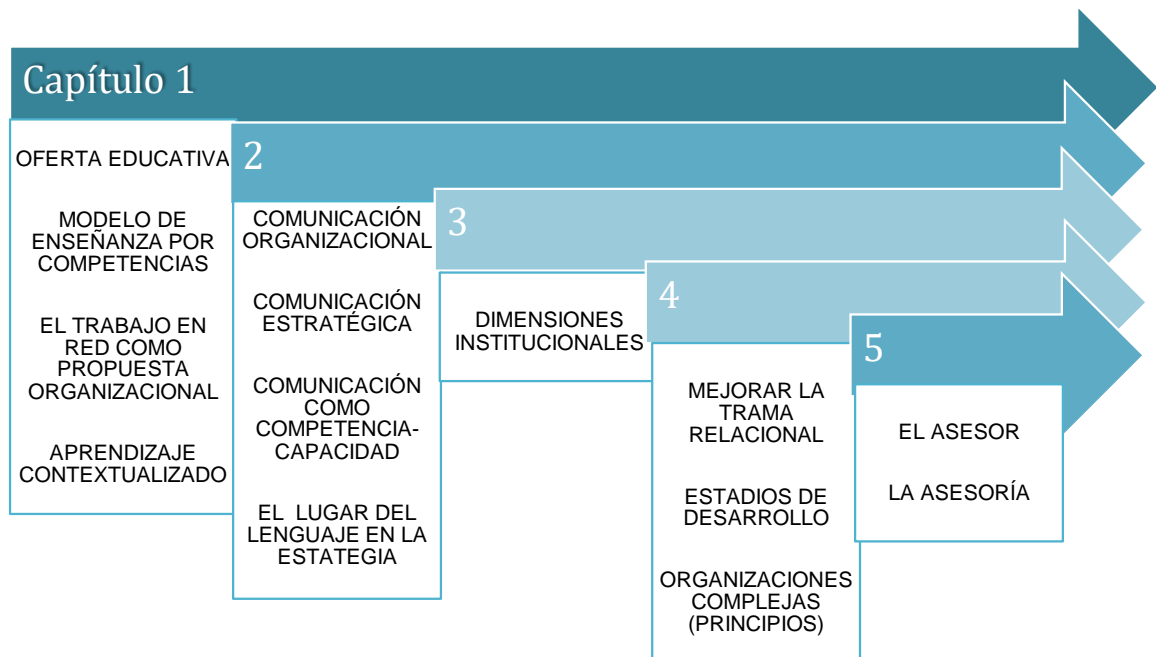 Capítulo 1
OFERTA EDUCATIVA
MODELO DE
ENSEÑANZA POR
COMPETENCIAS
EL TRABAJO EN
RED COMO
PROPUESTA
ORGANIZACIONAL
APRENDIZAJE
CONTEXTUALIZADO
2
COMUNICACIÓN
ORGANIZACIONAL
COMUNICACIÓN
ESTRATÉGICA
COMUNICACIÓN
COMO
COMPETENCIA-
CAPACIDAD
EL LUGAR DEL
LENGUAJE EN LA
ESTATEGIA
3
DIMENSIONES
INSTITUCIONALES
4
MEJORAR LA
TRAMA
RELACIONAL
ESTADIOS DE
DESARROLLO
ORGANIZACIONES
COMPLEJAS
(PRINCIPIOS)
5
EL ASESOR
LA ASESORÍA